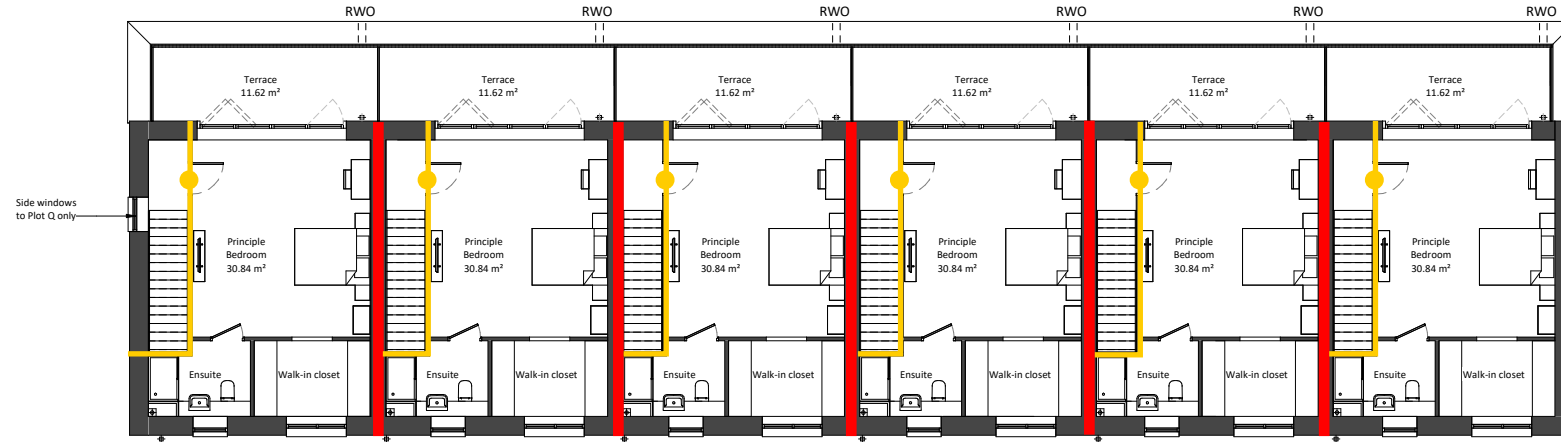 RWO
RWO
RWO
RWO
RWO
RWO
Terrace
11.62 m²
Terrace
11.62 m²
Terrace
11.62 m²
Terrace
11.62 m²
Terrace
11.62 m²
Terrace
11.62 m²
Side windows
to Plot Q only
Principle
Bedroom
30.84 m²
Principle
Bedroom
30.84 m²
Principle
Bedroom
30.84 m²
Principle
Bedroom
30.84 m²
Principle
Bedroom
30.84 m²
Principle
Bedroom
30.84 m²
Ensuite
Walk-in closet
Ensuite
Walk-in closet
Ensuite
Walk-in closet
Ensuite
Walk-in closet
Ensuite
Walk-in closet
Ensuite
Walk-in closet